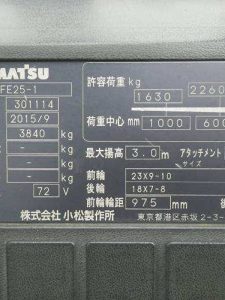 MATSU
FE25-1
301114
2015/9
3840 kg
- kg
- kg
- kg
72 V
許容荷重 kg
1630 2260
荷重中心 mm 1000 600
最大揚高 3.0 m アタッチメント
サイズ
前輪 23X9-10
後輪 18X7-8
前輪輪距 975 mm
株式会社 小松製作所
東京都港区赤坂2-3-